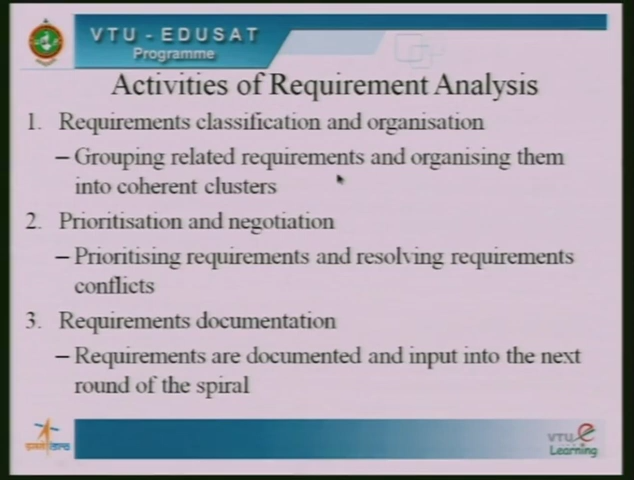 VTU - EDUSAT
Programme
Activities of Requirement Analysis
1. Requirements classification and organisation
– Grouping related requirements and organising them
into coherent clusters
2. Prioritisation and negotiation
– Prioritising requirements and resolving requirements
conflicts
3. Requirements documentation
– Requirements are documented and input into the next
round of the spiral
VTU e
Learning